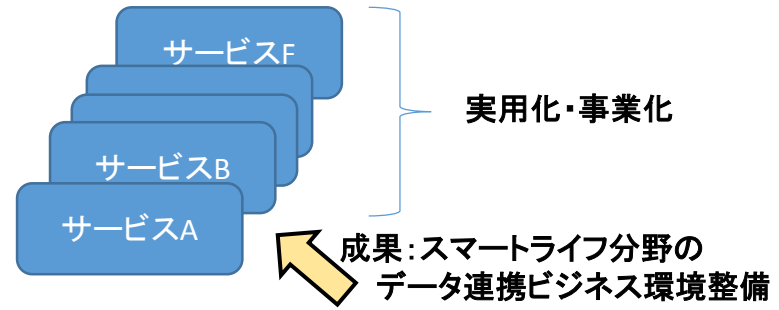 サービスF
実用化・事業化
サービスB
サービスA
成果：スマートライフ分野の
データ連携ビジネス環境整備